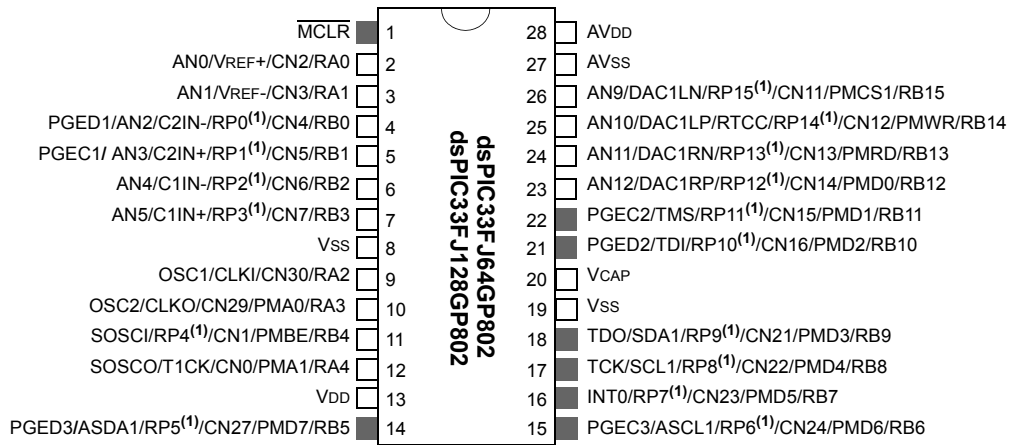 MCLR 1 28 AVDD
AN0/VREF+/CN2/RA0 2 27 AVSS
AN1/VREF-/CN3/RA1 3 26 AN9/DAC1LN/RP15(1)/CN11/PMCS1/RB15
PGED1/AN2/C2IN-/RP0(1)/CN4/RB0 4 25 AN10/DAC1LP/RTCC/RP14(1)/CN12/PMWR/RB14
PGEC1/ AN3/C2IN+/RP1(1)/CN5/RB1 5 24 AN11/DAC1RN/RP13(1)/CN13/PMRD/RB13
AN4/C1IN-/RP2(1)/CN6/RB2 6 23 AN12/DAC1RP/RP12(1)/CN14/PMD0/RB12
AN5/C1IN+/RP3(1)/CN7/RB3 7 22 PGEC2/TMS/RP11(1)/CN15/PMD1/RB11
VSS 8 21 PGED2/TDI/RP10(1)/CN16/PMD2/RB10
OSC1/CLKI/CN30/RA2 9 20 VCAP
OSC2/CLKO/CN29/PMA0/RA3 10 19 VSS
SOSCI/RP4(1)/CN1/PMBE/RB4 11 18 TDO/SDA1/RP9(1)/CN21/PMD3/RB9
SOSCO/T1CK/CN0/PMA1/RA4 12 17 TCK/SCL1/RP8(1)/CN22/PMD4/RB8
VDD 13 16 INT0/RP7(1)/CN23/PMD5/RB7
PGED3/ASDA1/RP5(1)/CN27/PMD7/RB5 14 15 PGEC3/ASCL1/RP6(1)/CN24/PMD6/RB6
dsPIC33FJ64GP802
dsPIC33FJ128GP802